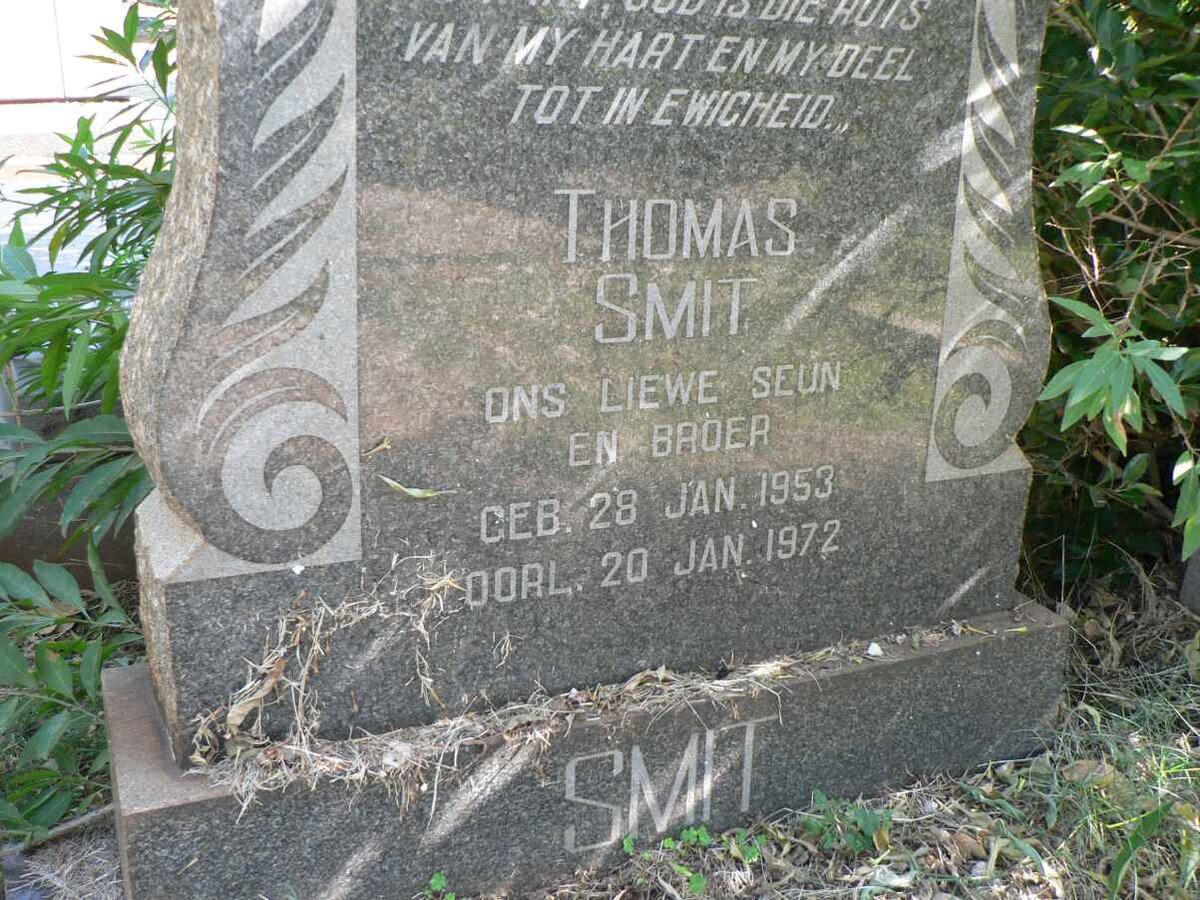 GOD IS DIE ROTS
VAN MY HART EN MY DEEL
TOT IN EWIGHEID.,,
THOMAS
SMIT
ONS LIEWE SEUN
EN BROER
GEB. 28 JAN. 1953
OORL. 20 JAN. 1972
SMIT